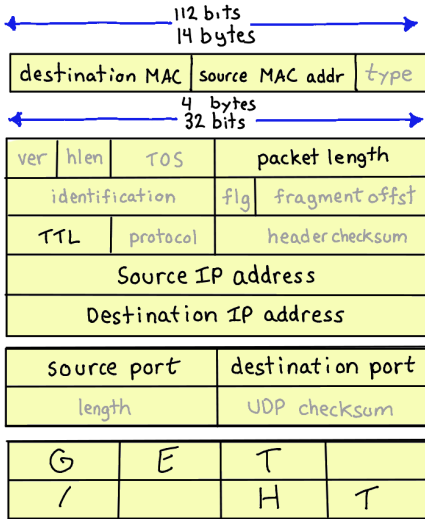 112 bits
14 bytes
destination MAC source MAC addr type
4 bytes
32 bits
ver hlen TOS packet length
identification flg fragment offst
TTL protocol header checksum
Source IP address
Destination IP address
source port destination port
length UDP checksum
G E T
/ H T